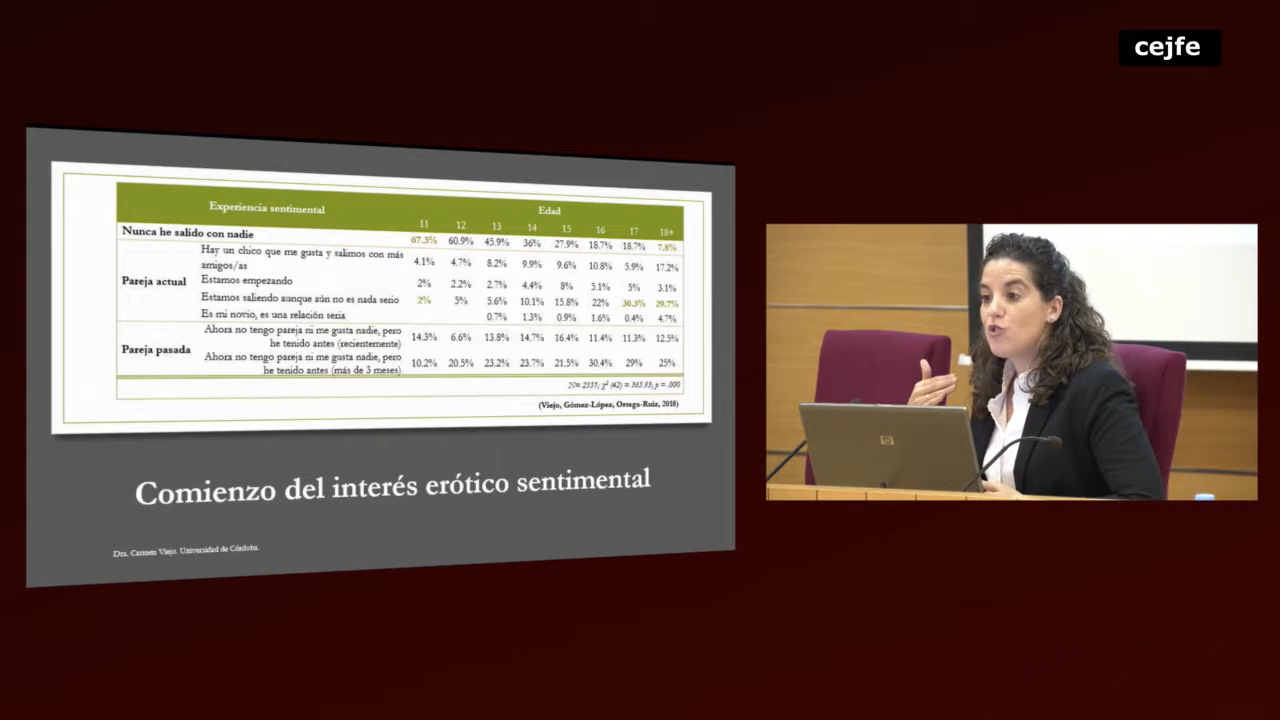 cejfe
Experiencia sentimental Edad
11 12 13 14 15 16 17 18+
Nunca he salido con nadie 67.3% 60.9% 45.9% 36% 27.9% 18.7% 18.7% 7.8%
Hay un chico que me gusta y salimos con más
amigos/as 4.1% 4.7% 8.2% 9.9% 9.6% 10.8% 5.9% 17.2%
Pareja actual Estamos empezando 2% 2.2% 2.7% 4.4% 8% 5.1% 5% 3.1%
Estamos saliendo aunque aún no es nada serio 2% 5% 5.6% 10.1% 15.8% 22% 30.3% 29.7%
Es mi novio, es una relación seria 0.7% 1.3% 0.9% 1.6% 0.4% 4.7%
Ahora no tengo pareja ni me gusta nadie, pero
he tenido antes (recientemente) 14.3% 6.6% 13.8% 14.7% 16.4% 11.4% 11.3% 12.5%
Pareja pasada
Ahora no tengo pareja ni me gusta nadie, pero
he tenido antes (más de 3 meses) 10.2% 20.5% 23.2% 23.7% 21.5% 30.4% 29% 25%
N= 2531; χ² (42) = 365.93; p = .000
(Viejo, Gómez-López, Ortega-Ruiz, 2018)
Comienzo del interés erótico sentimental
Dra. Carmen Viejo. Universidad de Córdoba.
hp